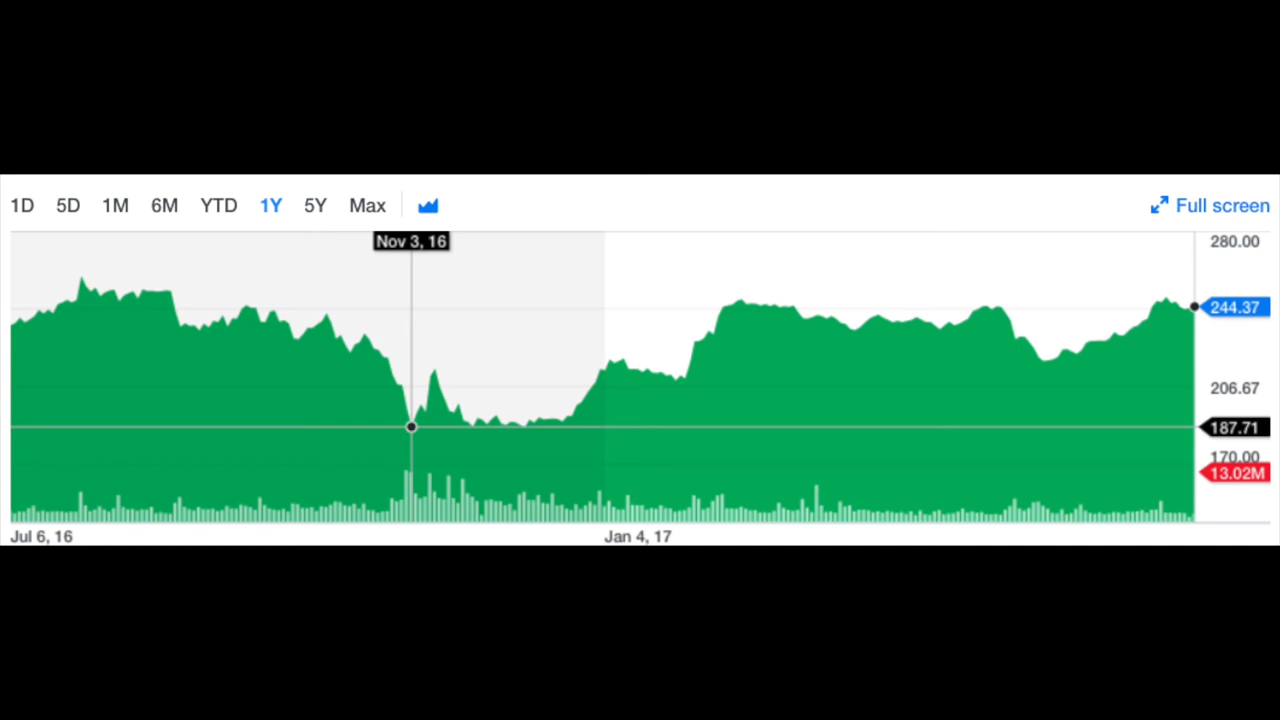 1D 5D 1M 6M YTD 1Y 5Y Max Full screen
Nov 3, 16
280.00
244.37
206.67
187.71
170.00
13.02M
Jul 6, 16 Jan 4, 17